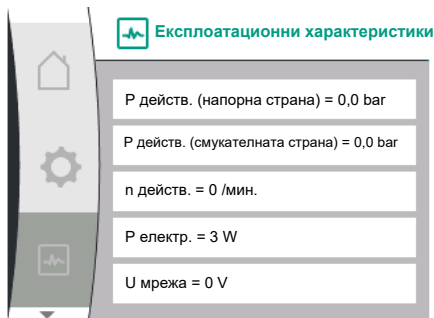 Експлоатационни характеристики
P действ. (напорна страна) = 0,0 bar
P действ. (смукателната страна) = 0,0 bar
n действ. = 0 /мин.
P електр. = 3 W
U мрежа = 0 V